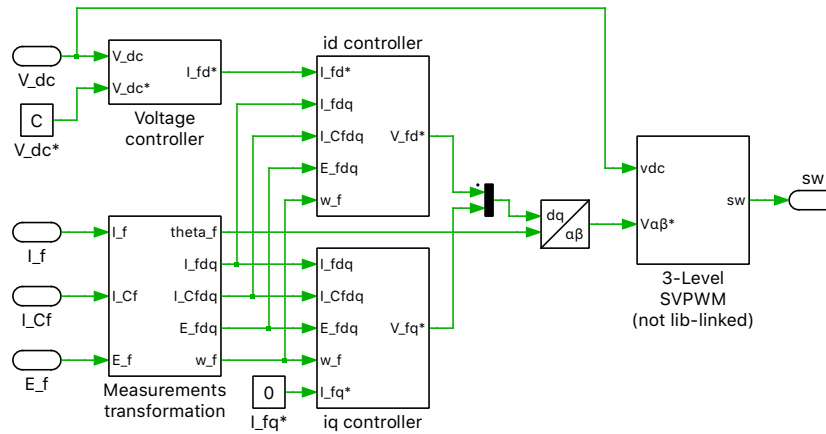 V_dc
C
V_dc*
V_dc
V_dc*
I_fd*
Voltage
controller
id controller
I_fd*
I_fdq
I_Cfdq
E_fdq
w_f
V_fd*
I_f
I_Cf
E_f
I_f
I_Cf
E_f
theta_f
I_fdq
I_Cfdq
E_fdq
w_f
Measurements
transformation
0
I_fq*
I_fdq
I_Cfdq
E_fdq
w_f
I_fq*
V_fq*
iq controller
dq
αβ
vdc
Vαβ*
sw
3-Level
SVPWM
(not lib-linked)
sw